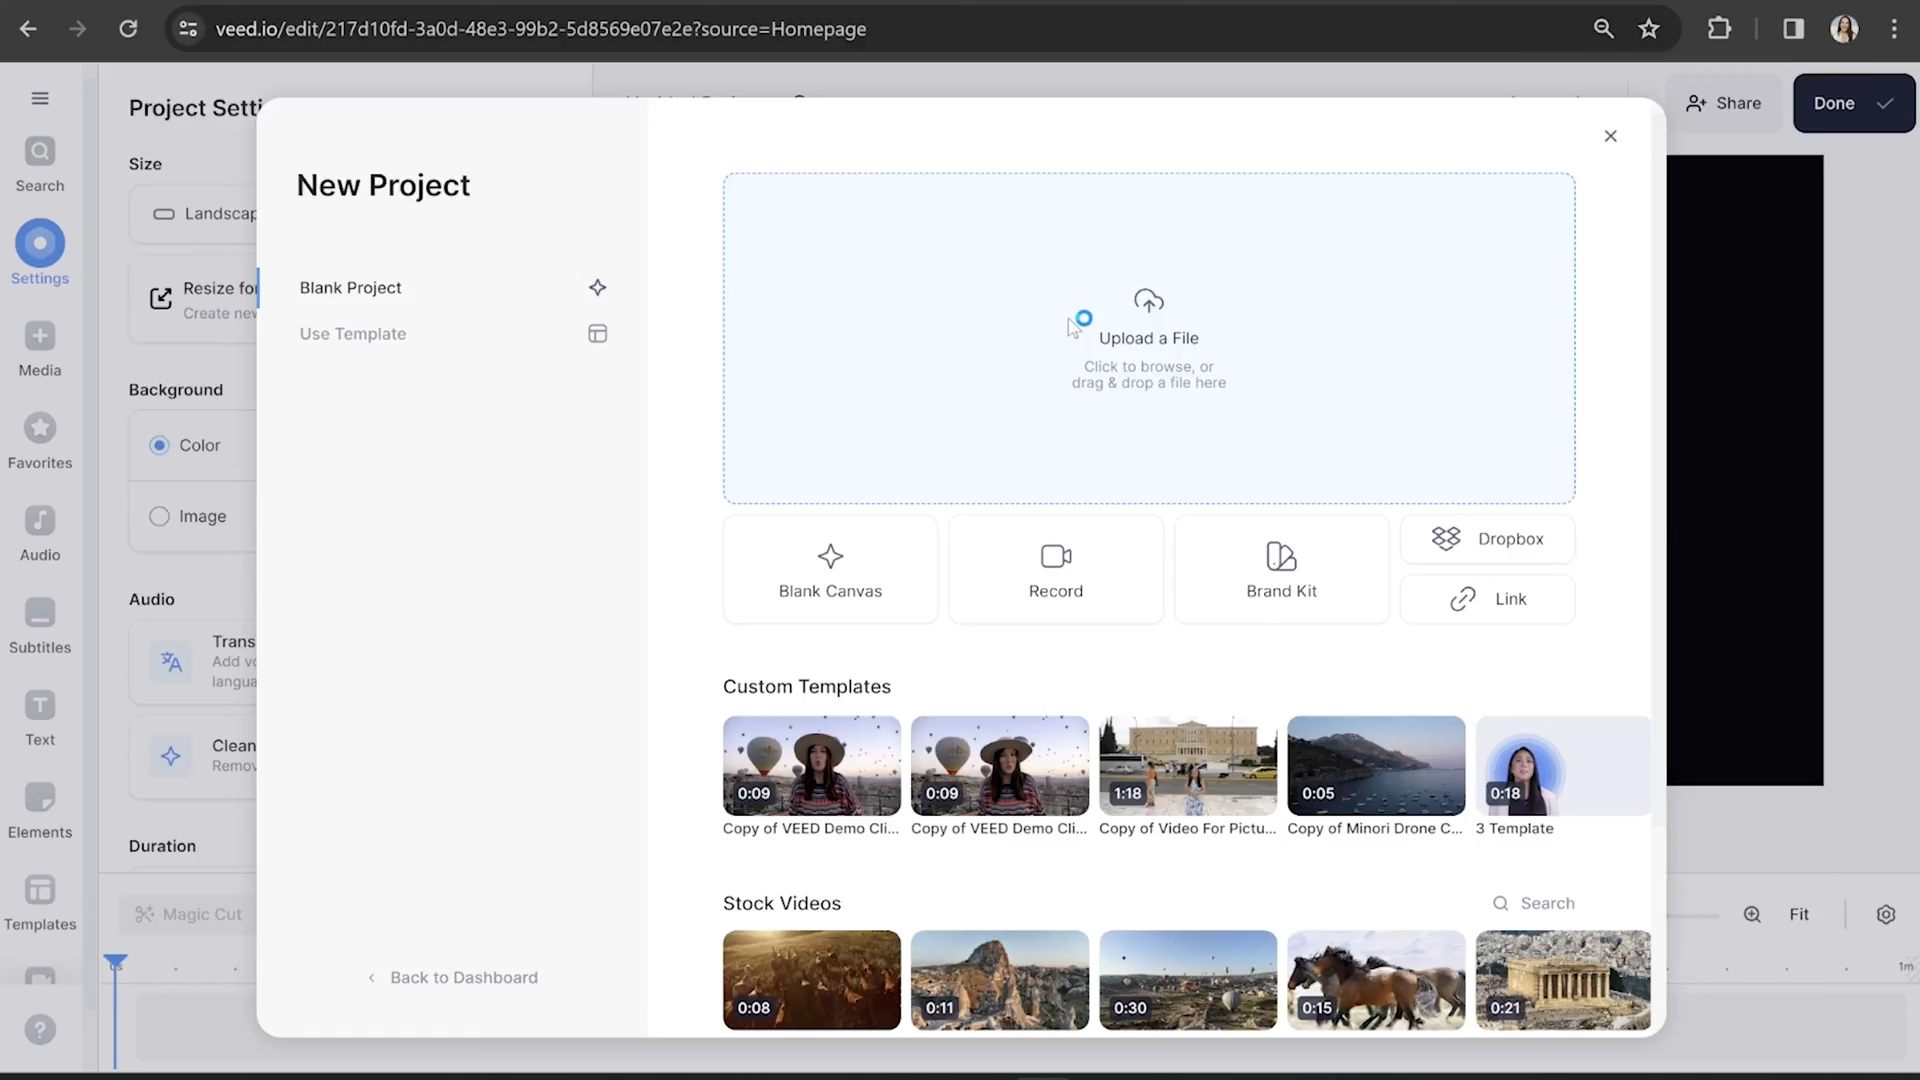 veed.io/edit/217d10fd-3a0d-48e3-99b2-5d8569e07e2e?source=Homepage
Project Setti
Share
Done
Size
Landscap
Resize for
Create new
Background
Color
Image
Audio
Trans
Add vo
langua
Clean
Remov
Duration
Magic Cut
Search
Settings
Media
Favorites
Audio
Subtitles
Text
Elements
Templates
New Project
Blank Project
Use Template
Back to Dashboard
Upload a File
Click to browse, or
drag & drop a file here
Blank Canvas
Record
Brand Kit
Dropbox
Link
Custom Templates
0:09
0:09
1:18
0:05
0:18
Copy of VEED Demo Cli...
Copy of VEED Demo Cli...
Copy of Video For Pictu...
Copy of Minori Drone C...
3 Template
Stock Videos
Search
0:08
0:11
0:30
0:15
0:21
Fit
1m